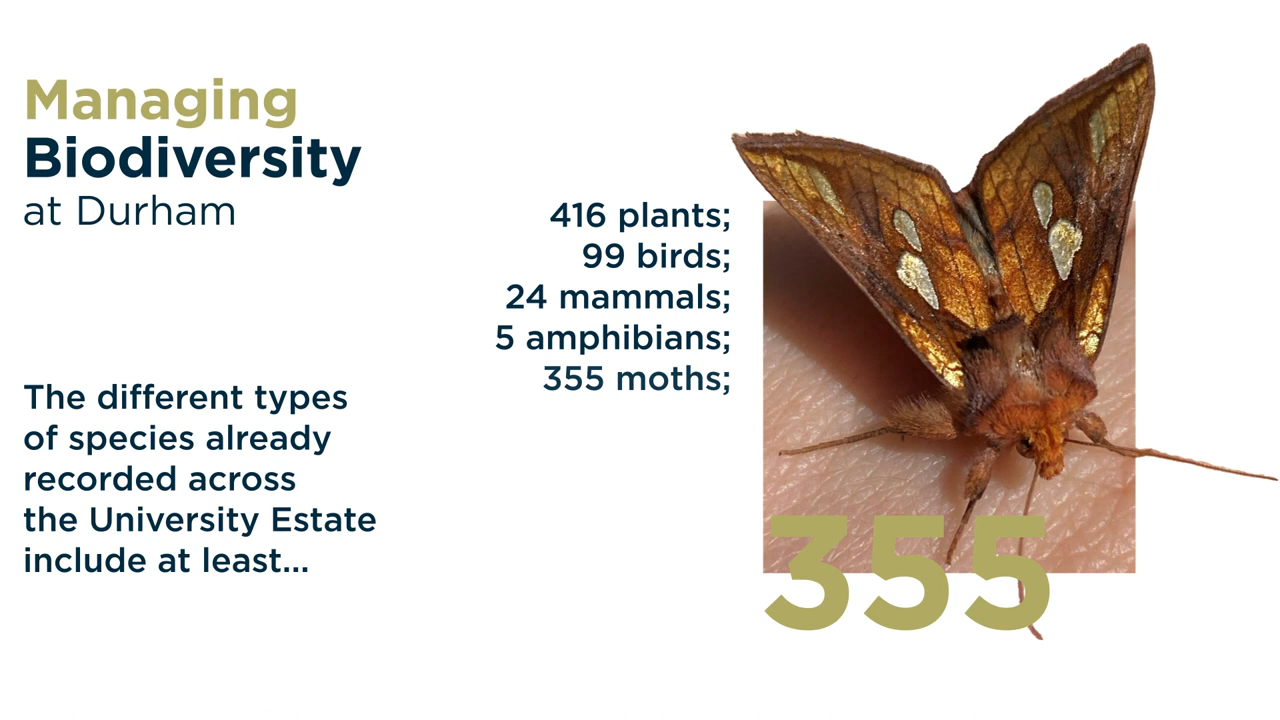 Managing
Biodiversity
at Durham
The different types
of species already
recorded across
the University Estate
include at least...
416 plants;
99 birds;
24 mammals;
5 amphibians;
355 moths;
355